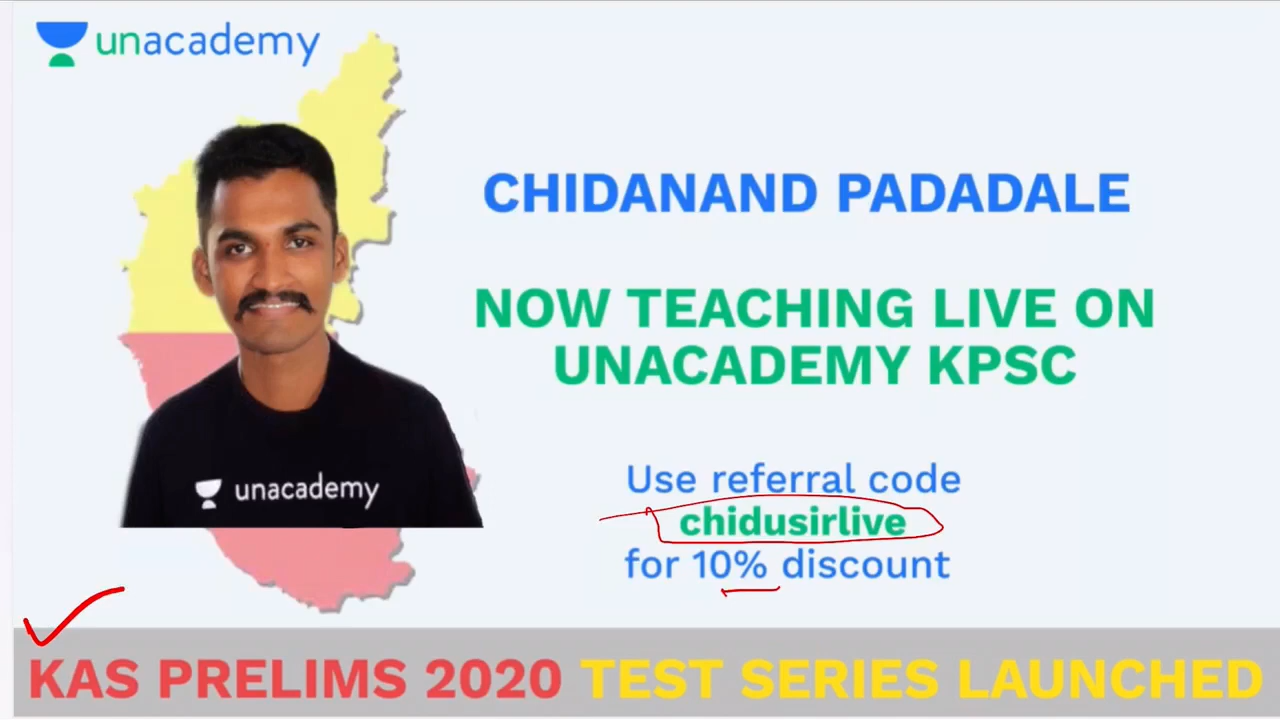 unacademy
CHIDANAND PADADALE
NOW TEACHING LIVE ON
UNACADEMY KPSC
unacademy
Use referral code
chidusirlive
for 10% discount
KAS PRELIMS 2020 TEST SERIES LAUNCHED